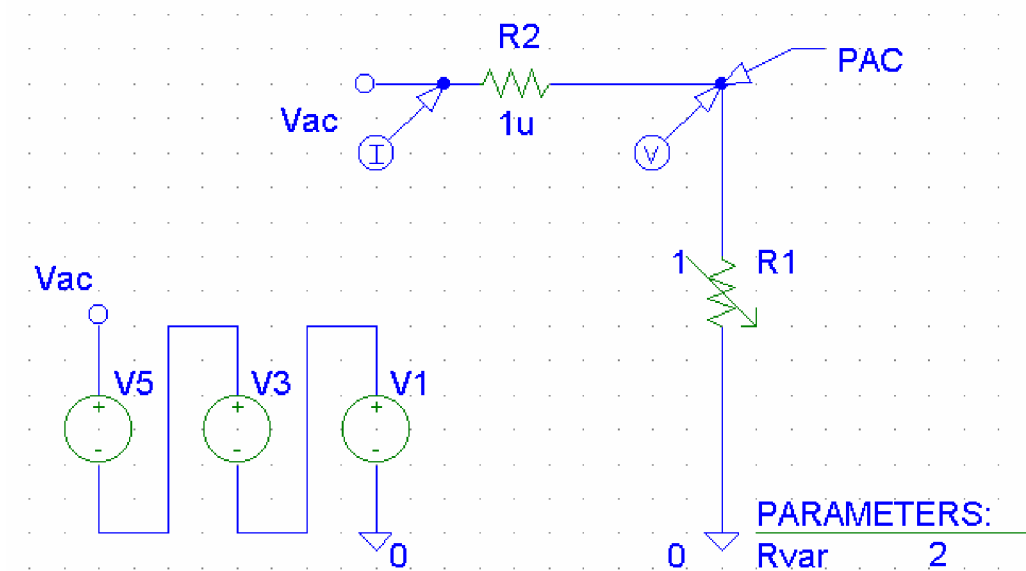 R2
PAC
Vac
1u
I
V
1
R1
Vac
V5
V3
V1
0
0
PARAMETERS:
Rvar 2